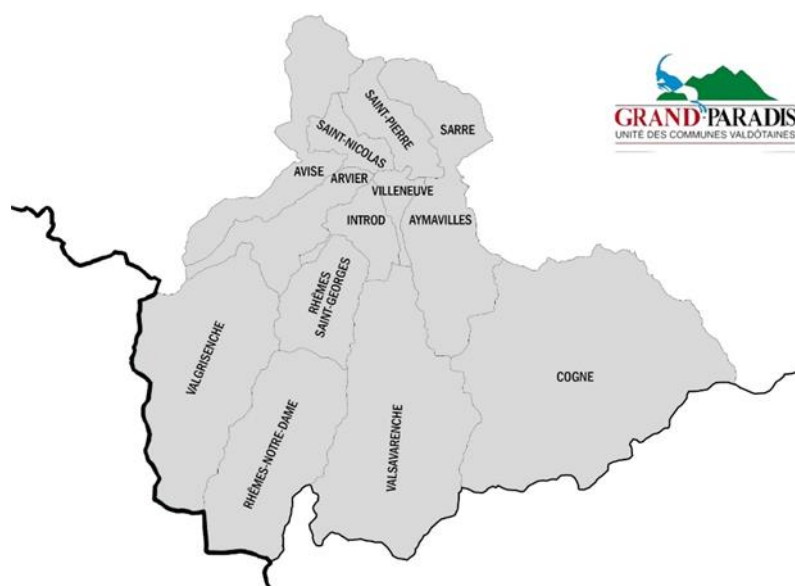 GRAND-PARADIS
UNITÉ DES COMMUNES VALDÔTAINES
SAINT-PIERRE
SARRE
SAINT-NICOLAS
AVISE
ARVIER
VILLENEUVE
INTROD
AYMAVILLES
RHÊMES
SAINT-GEORGES
VALGRISENCHE
COGNE
RHÊMES-NOTRE-DAME
VALSAVARENCHE